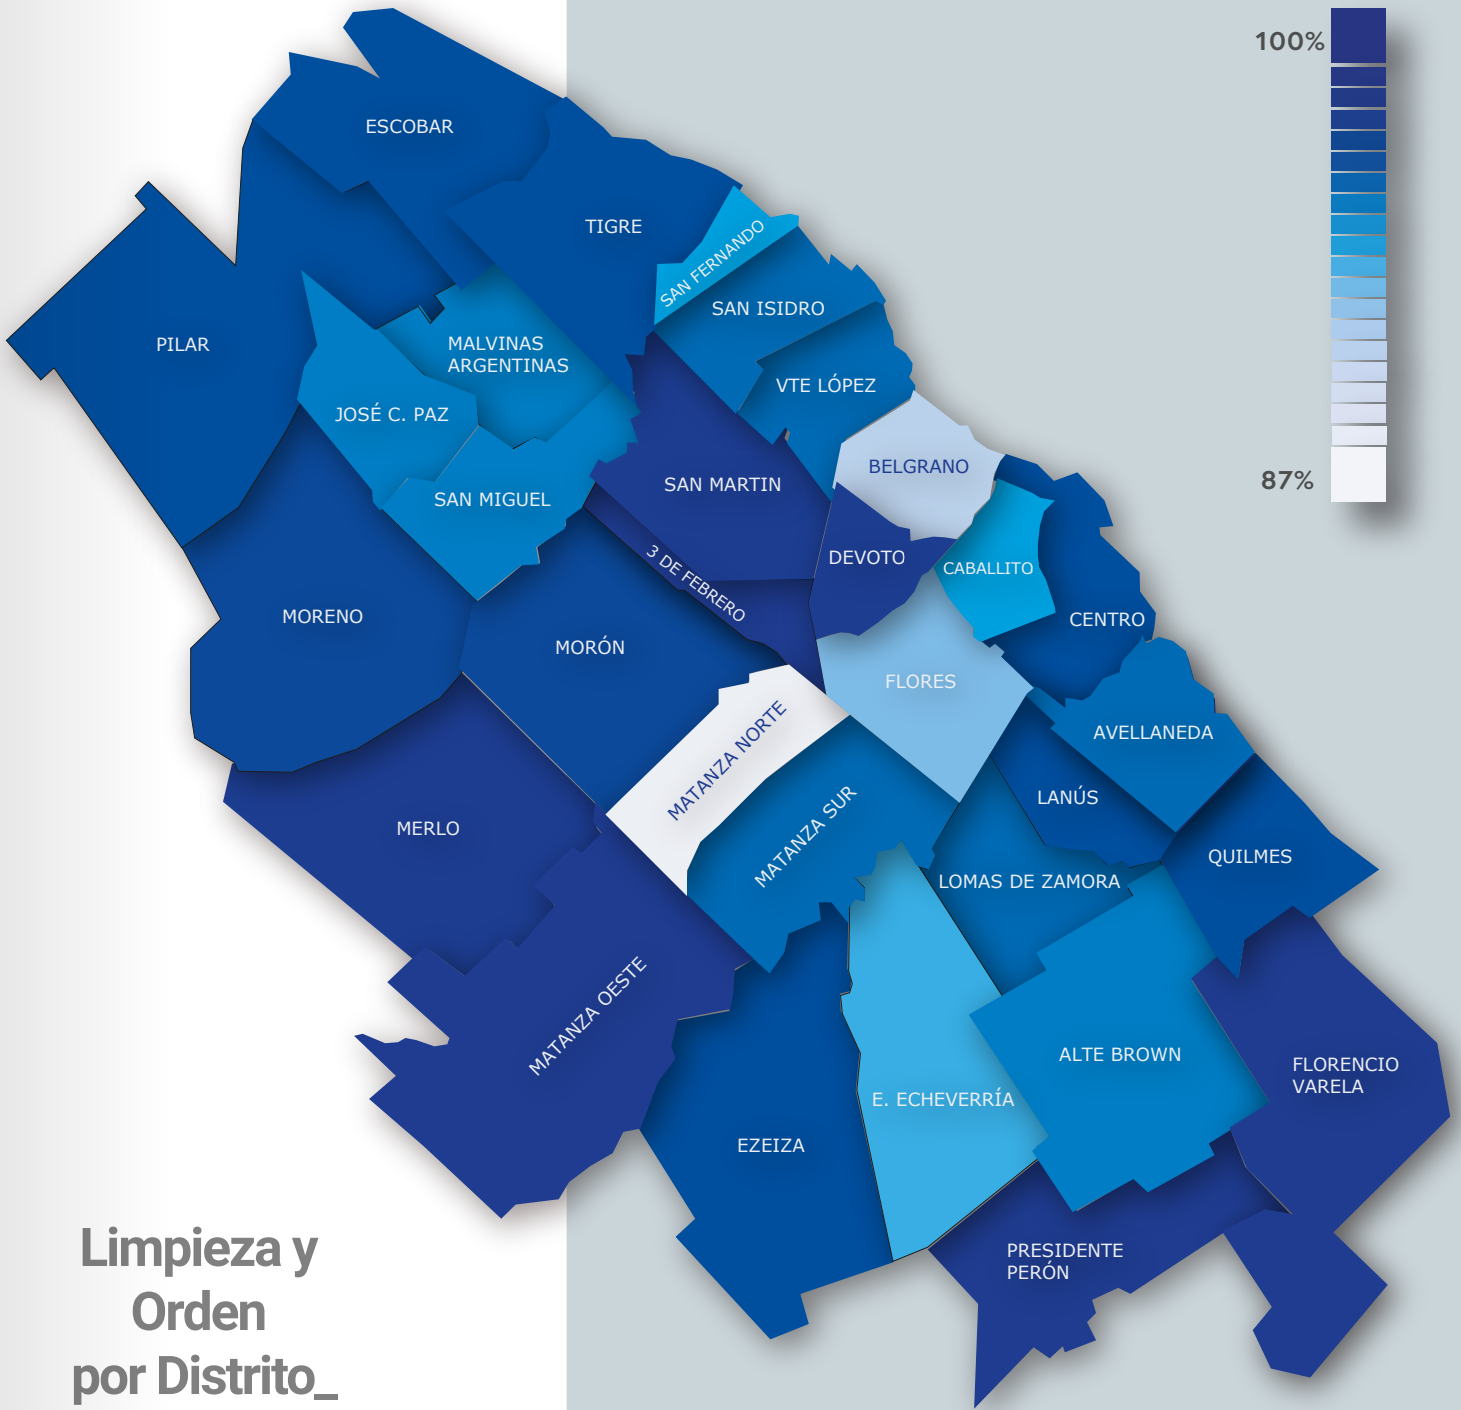 100%
ESCOBAR
TIGRE
SAN FERNANDO
SAN ISIDRO
PILAR
MALVINAS
ARGENTINAS
VTE LÓPEZ
JOSÉ C. PAZ
BELGRANO
87%
SAN MARTIN
SAN MIGUEL
DEVOTO
CABALLITO
3 DE FEBRERO
MORENO
CENTRO
MORÓN
FLORES
AVELLANEDA
MATANZA NORTE
LANÚS
MERLO
MATANZA SUR
QUILMES
LOMAS DE ZAMORA
MATANZA OESTE
ALTE BROWN
FLORENCIO
VARELA
E. ECHEVERRÍA
EZEIZA
PRESIDENTE
PERÓN
Limpieza y
Orden
por Distrito_